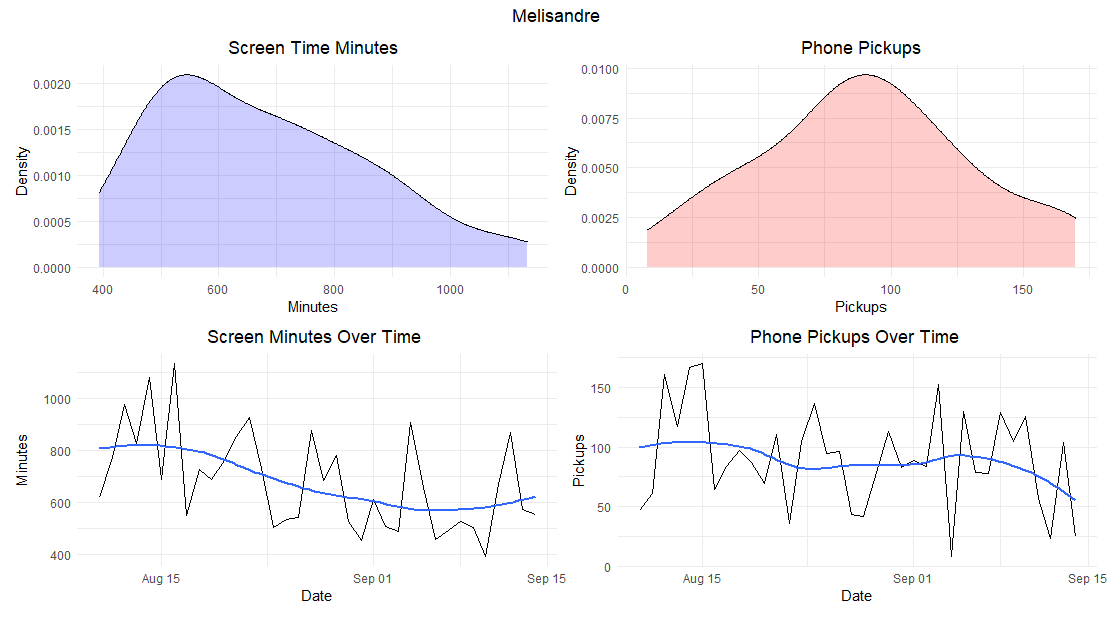 Melisandre
Screen Time Minutes
Density
0.0020
0.0015
0.0010
0.0005
0.0000
400 600 800 1000
Minutes
Phone Pickups
Density
0.0100
0.0075
0.0050
0.0025
0.0000
0 50 100 150
Pickups
Screen Minutes Over Time
Minutes
1000
800
600
400
Aug 15 Sep 01 Sep 15
Date
Phone Pickups Over Time
Pickups
150
100
50
0
Aug 15 Sep 01 Sep 15
Date